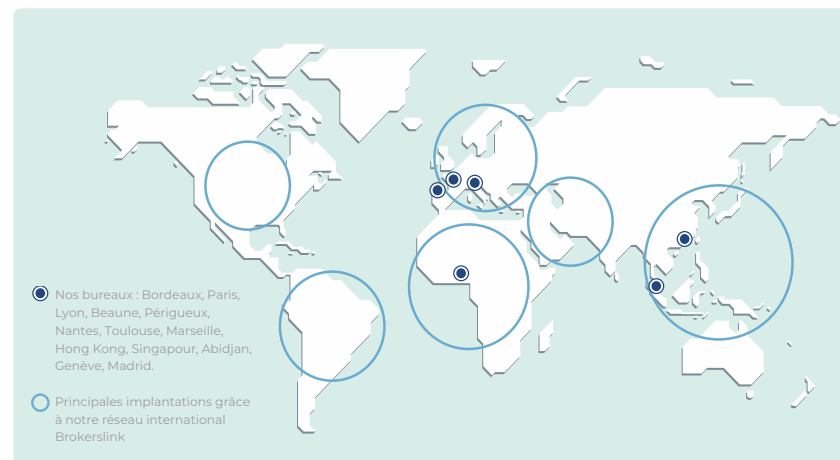 Nos bureaux : Bordeaux, Paris,
Lyon, Beaune, Périgueux,
Nantes, Toulouse, Marseille,
Hong Kong, Singapour, Abidjan,
Genève, Madrid.
Principales implantations grâce
à notre réseau international
Brokerslink